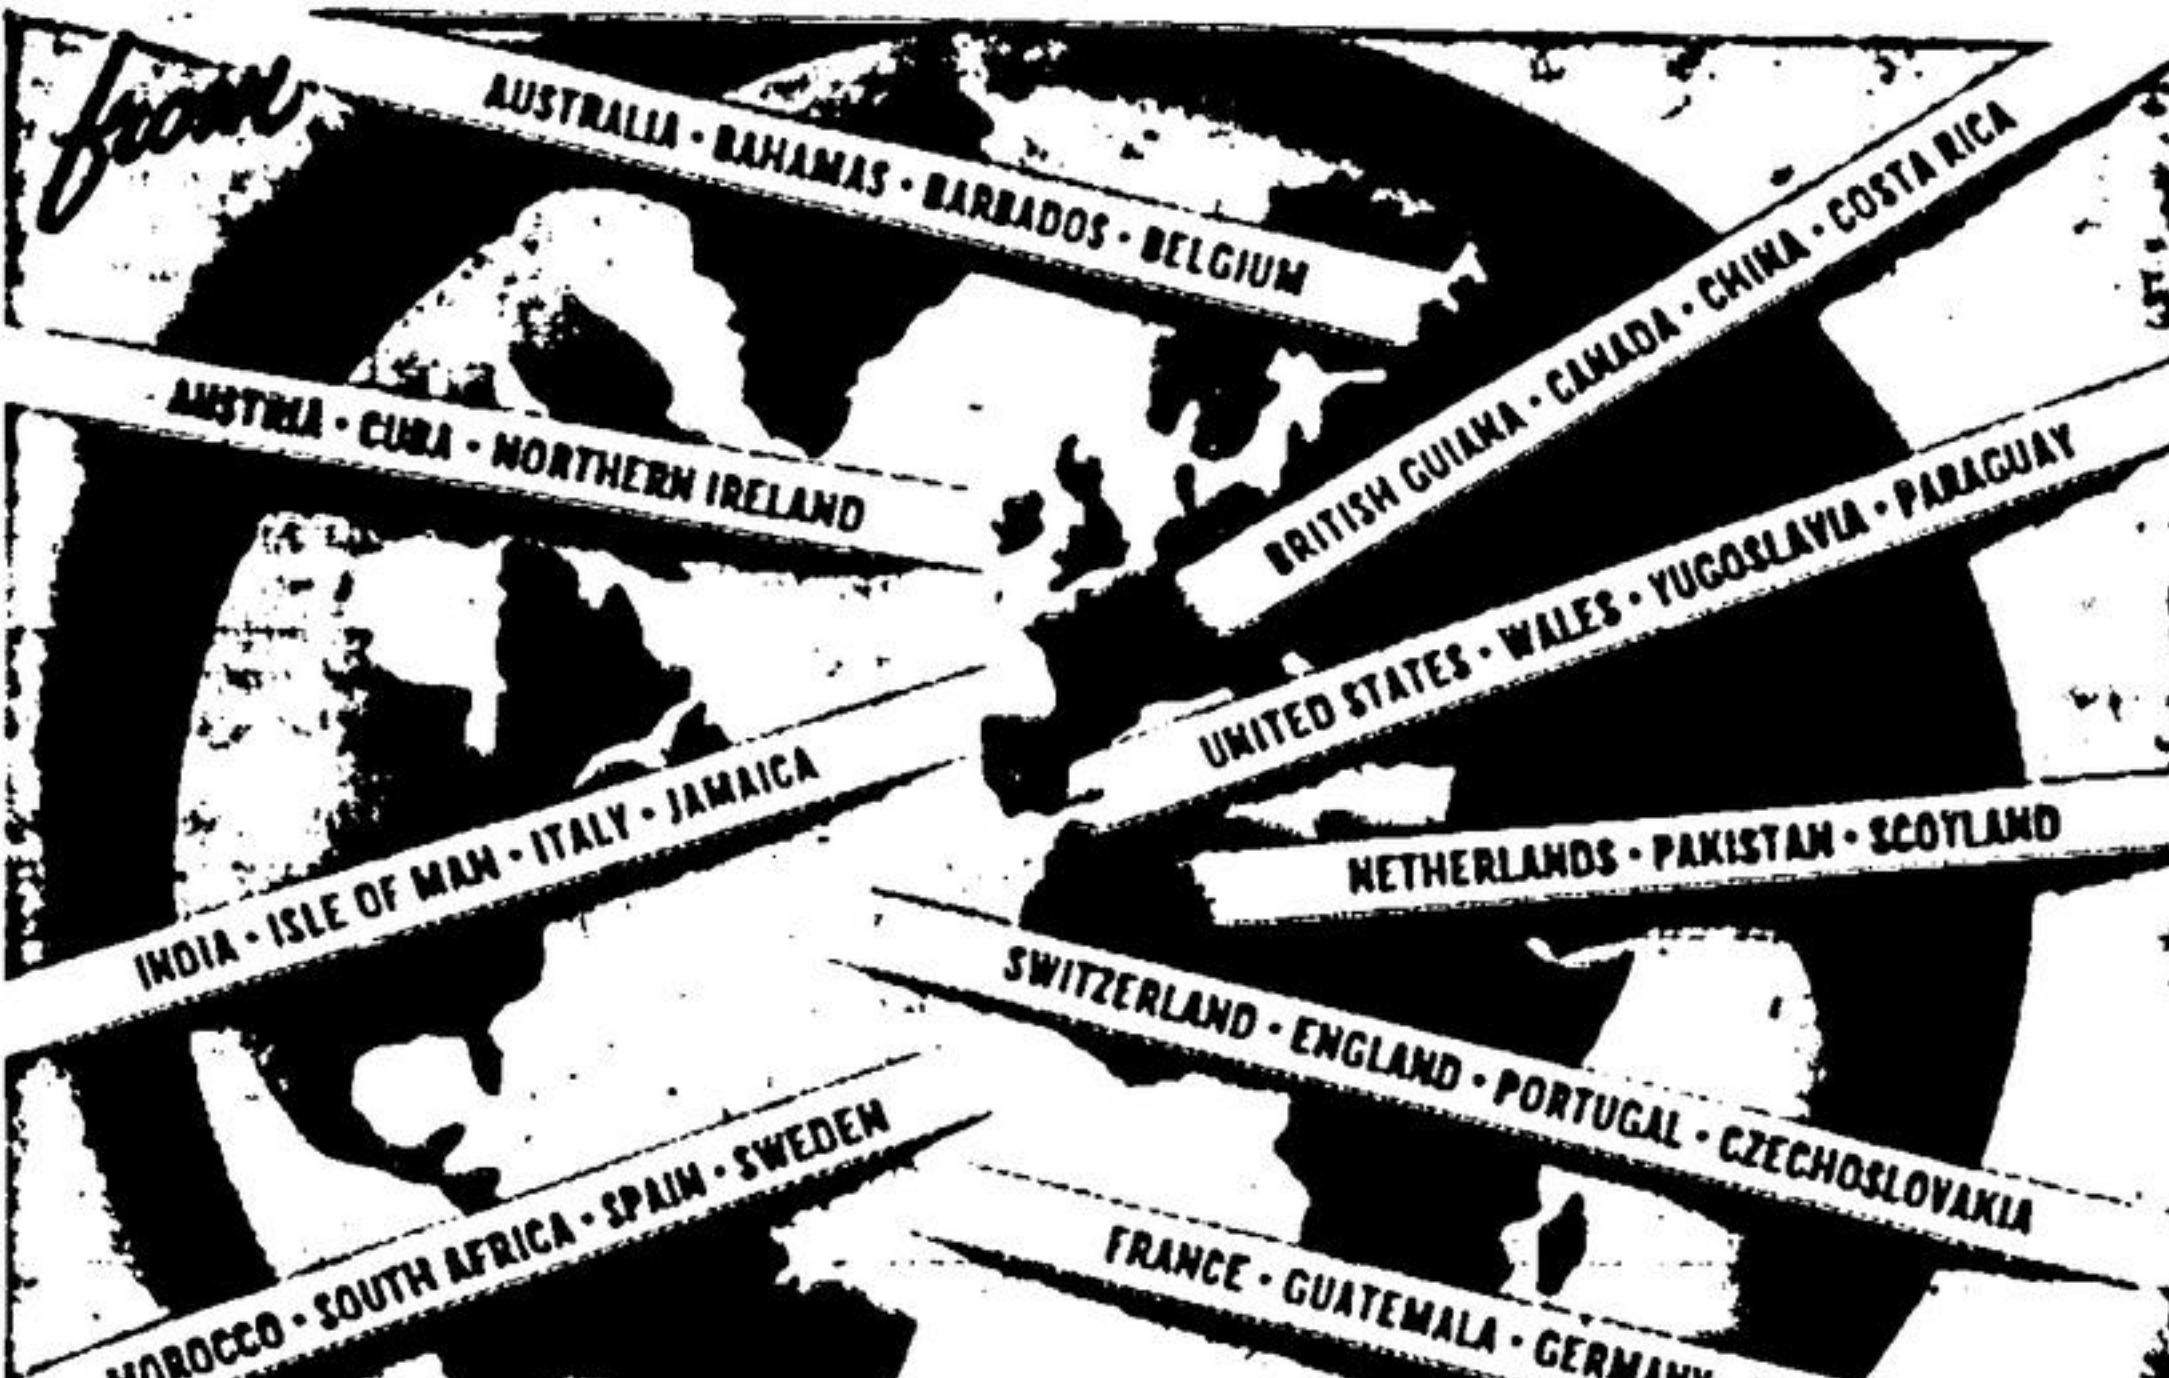 from
AUSTRALIA • BAHAMAS • BARBADOS • BELGIUM
BRITISH GUIANA • CANADA • CHINA • COSTA RICA
AUSTRIA • CUBA • NORTHERN IRELAND
UNITED STATES • WALES • YUGOSLAVIA • PARAGUAY
INDIA • ISLE OF MAN • ITALY • JAMAICA
NETHERLANDS • PAKISTAN • SCOTLAND
SWITZERLAND • ENGLAND • PORTUGAL • CZECHOSLOVAKIA
MOROCCO • SOUTH AFRICA • SPAIN • SWEDEN
FRANCE • GUATEMALA • GERMANY